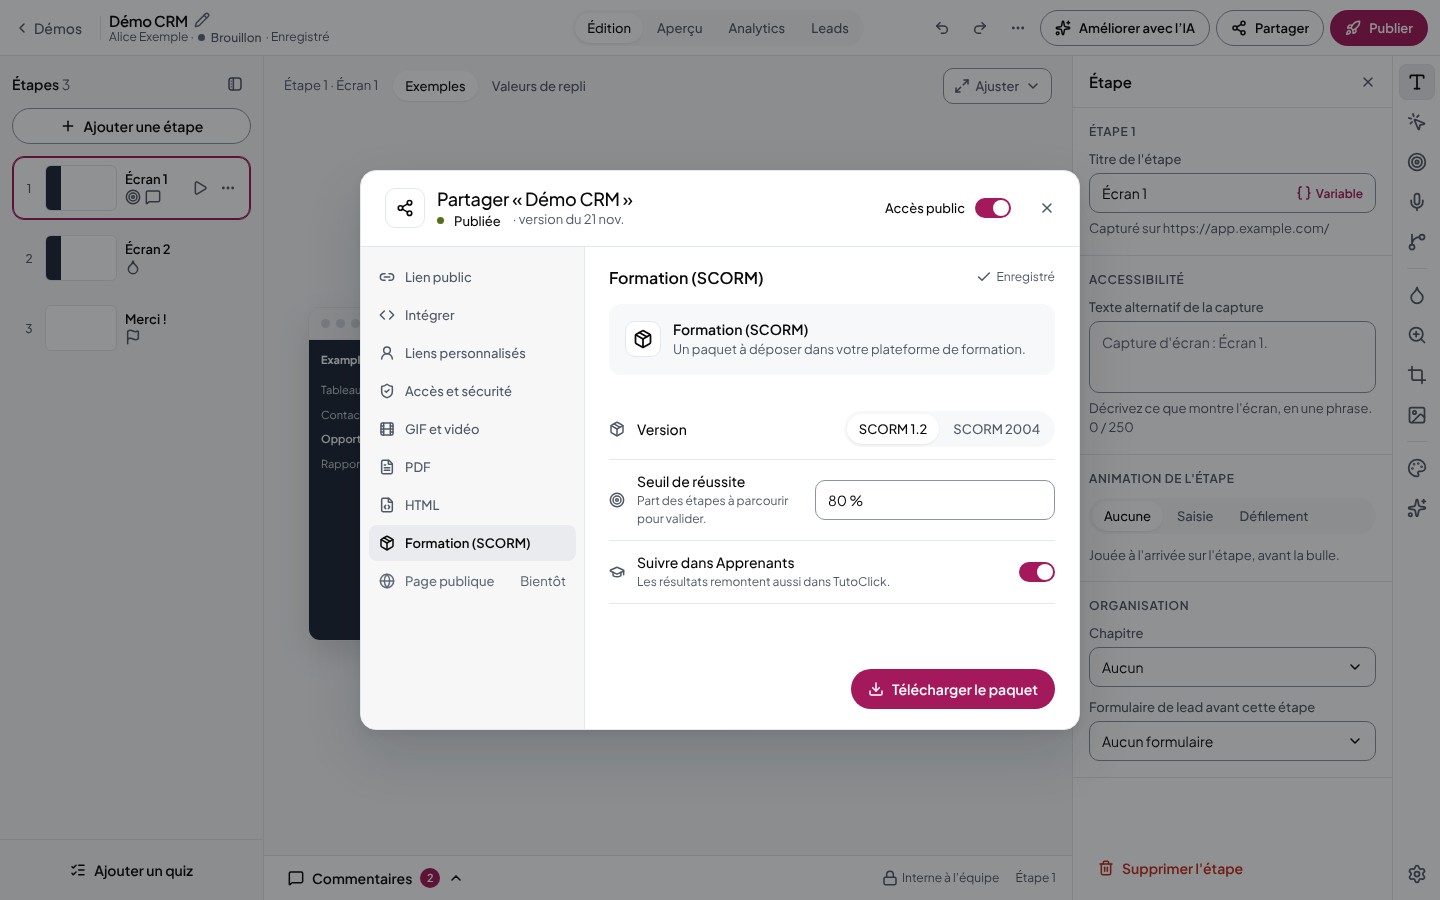 Démos
Démo CRM
Alice Exemple · Brouillon · Enregistré
Édition
Aperçu
Analytics
Leads
Améliorer avec l'IA
Partager
Publier
Étapes 3
Ajouter une étape
1
Écran 1
2
Écran 2
3
Merci !
Ajouter un quiz
Étape 1 · Écran 1
Exemples
Valeurs de repli
Ajuster
Exempl
Tableau
Contac
Opport
Rappor
Partager « Démo CRM »
Publiée · version du 21 nov.
Accès public
Lien public
Intégrer
Liens personnalisés
Accès et sécurité
GIF et vidéo
PDF
HTML
Formation (SCORM)
Page publique Bientôt
Formation (SCORM)
Enregistré
Formation (SCORM)
Un paquet à déposer dans votre plateforme de formation.
Version
SCORM 1.2
SCORM 2004
Seuil de réussite
Part des étapes à parcourir
pour valider.
80 %
Suivre dans Apprenants
Les résultats remontent aussi dans TutoClick.
Télécharger le paquet
Commentaires 2
Interne à l'équipe
Étape 1
Étape
ÉTAPE 1
Titre de l'étape
Écran 1
{ } Variable
Capturé sur https://app.example.com/
ACCESSIBILITÉ
Texte alternatif de la capture
Capture d'écran : Écran 1.
Décrivez ce que montre l'écran, en une phrase.
0 / 250
ANIMATION DE L'ÉTAPE
Aucune
Saisie
Défilement
Jouée à l'arrivée sur l'étape, avant la bulle.
ORGANISATION
Chapitre
Aucun
Formulaire de lead avant cette étape
Aucun formulaire
Supprimer l'étape